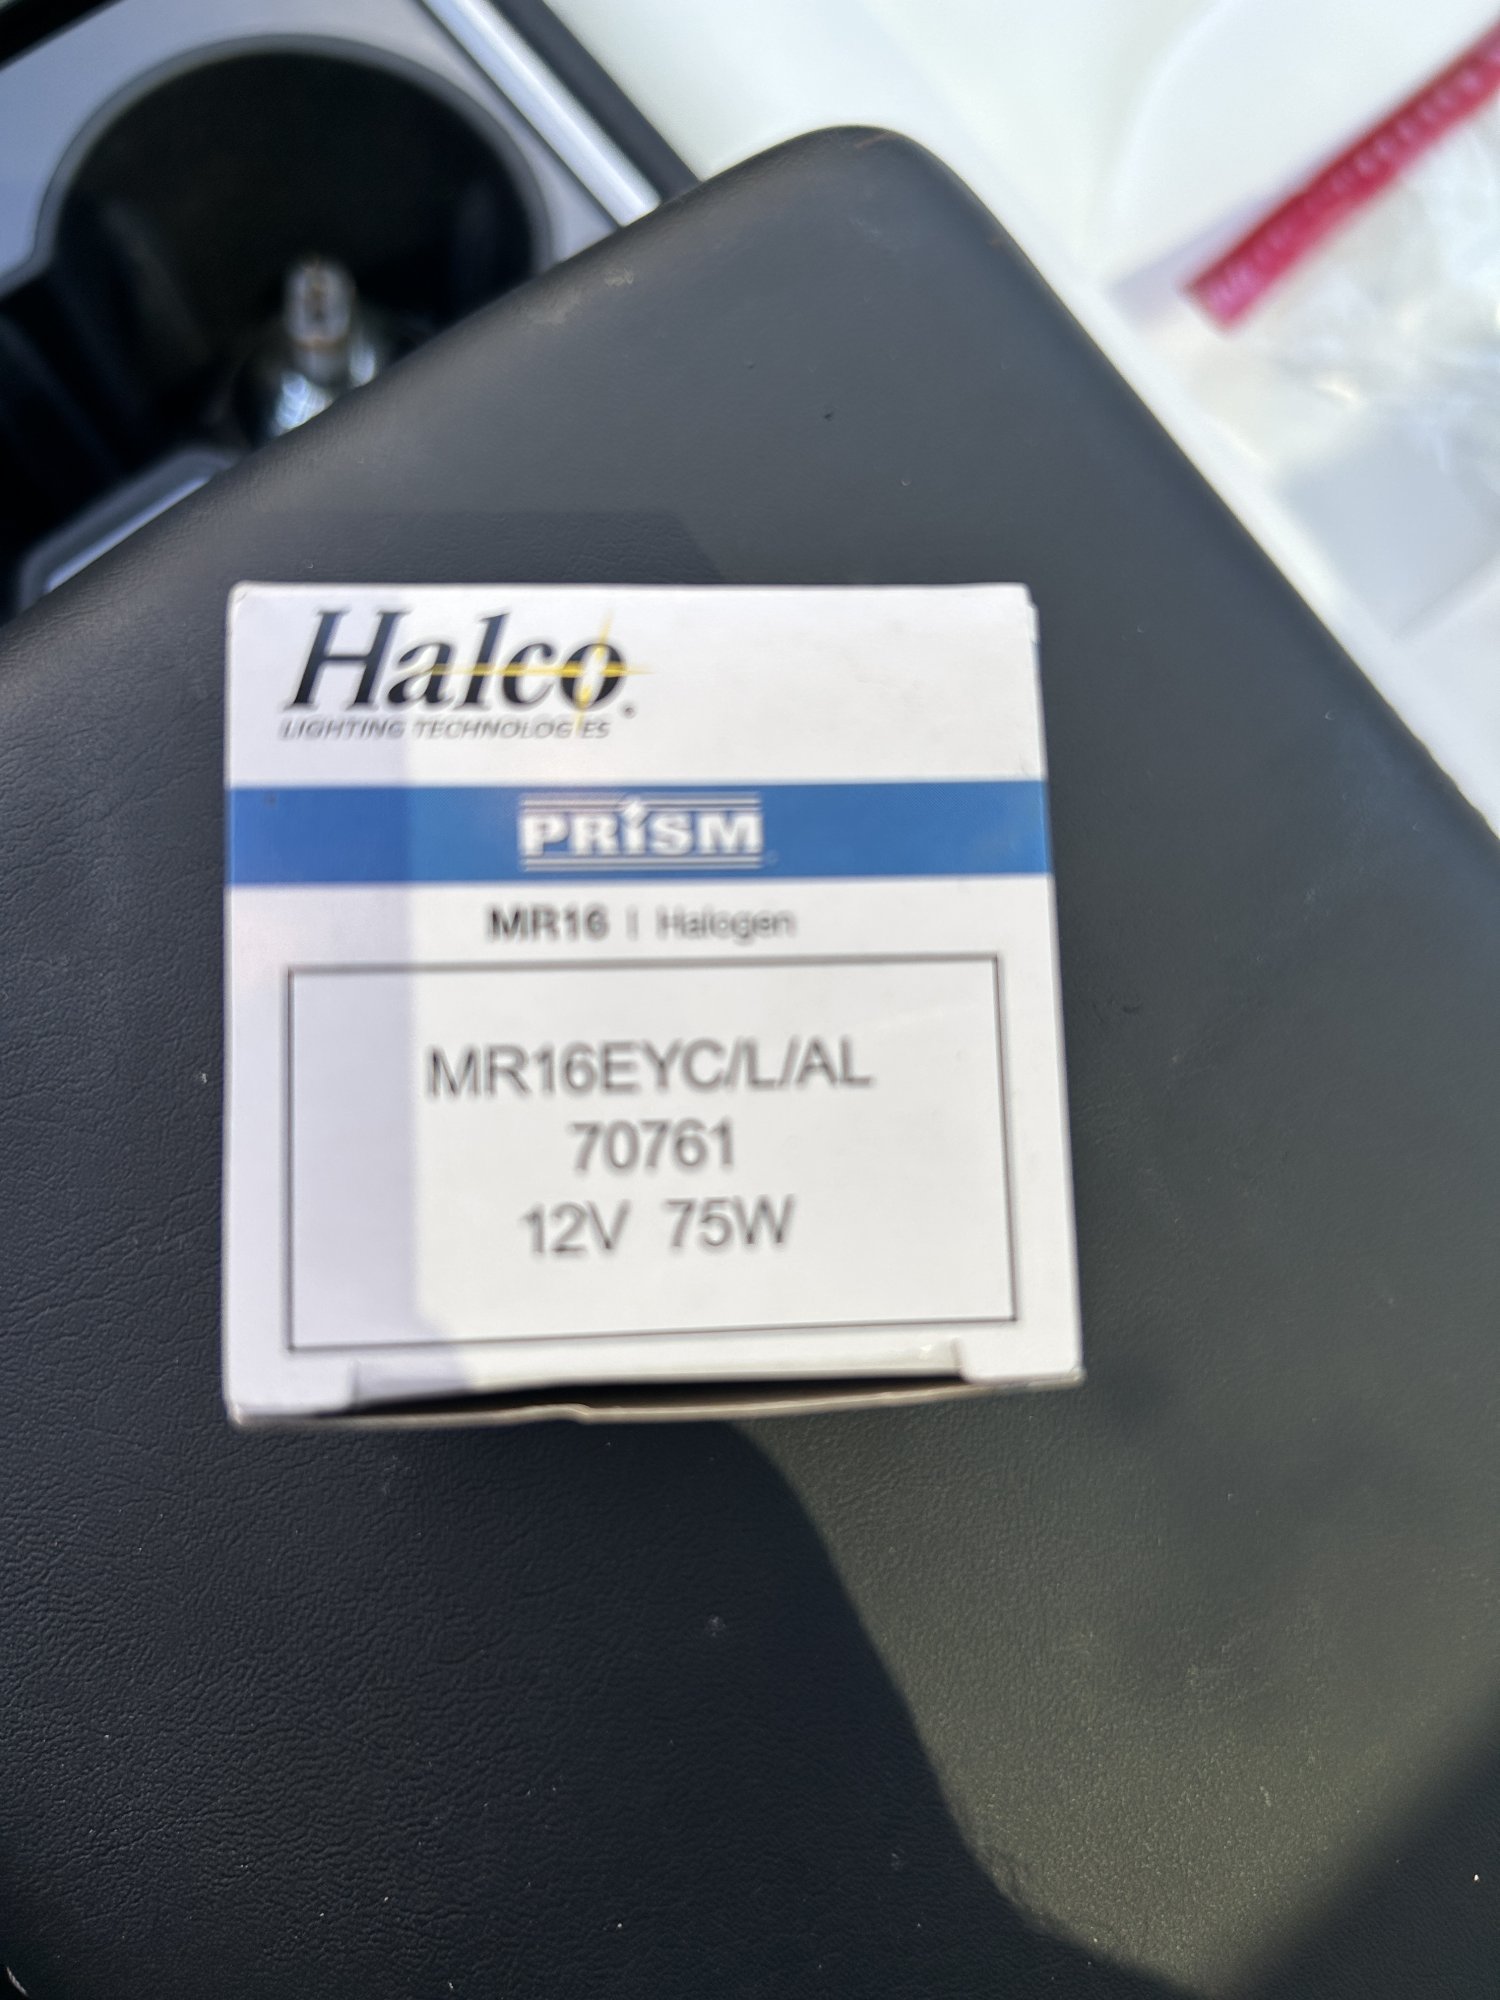 Halco
LIGHTING TECHNOLOGIES
PRiSM
MR16 | Halogen
MR16EYC/L/AL
70761
12V 75W